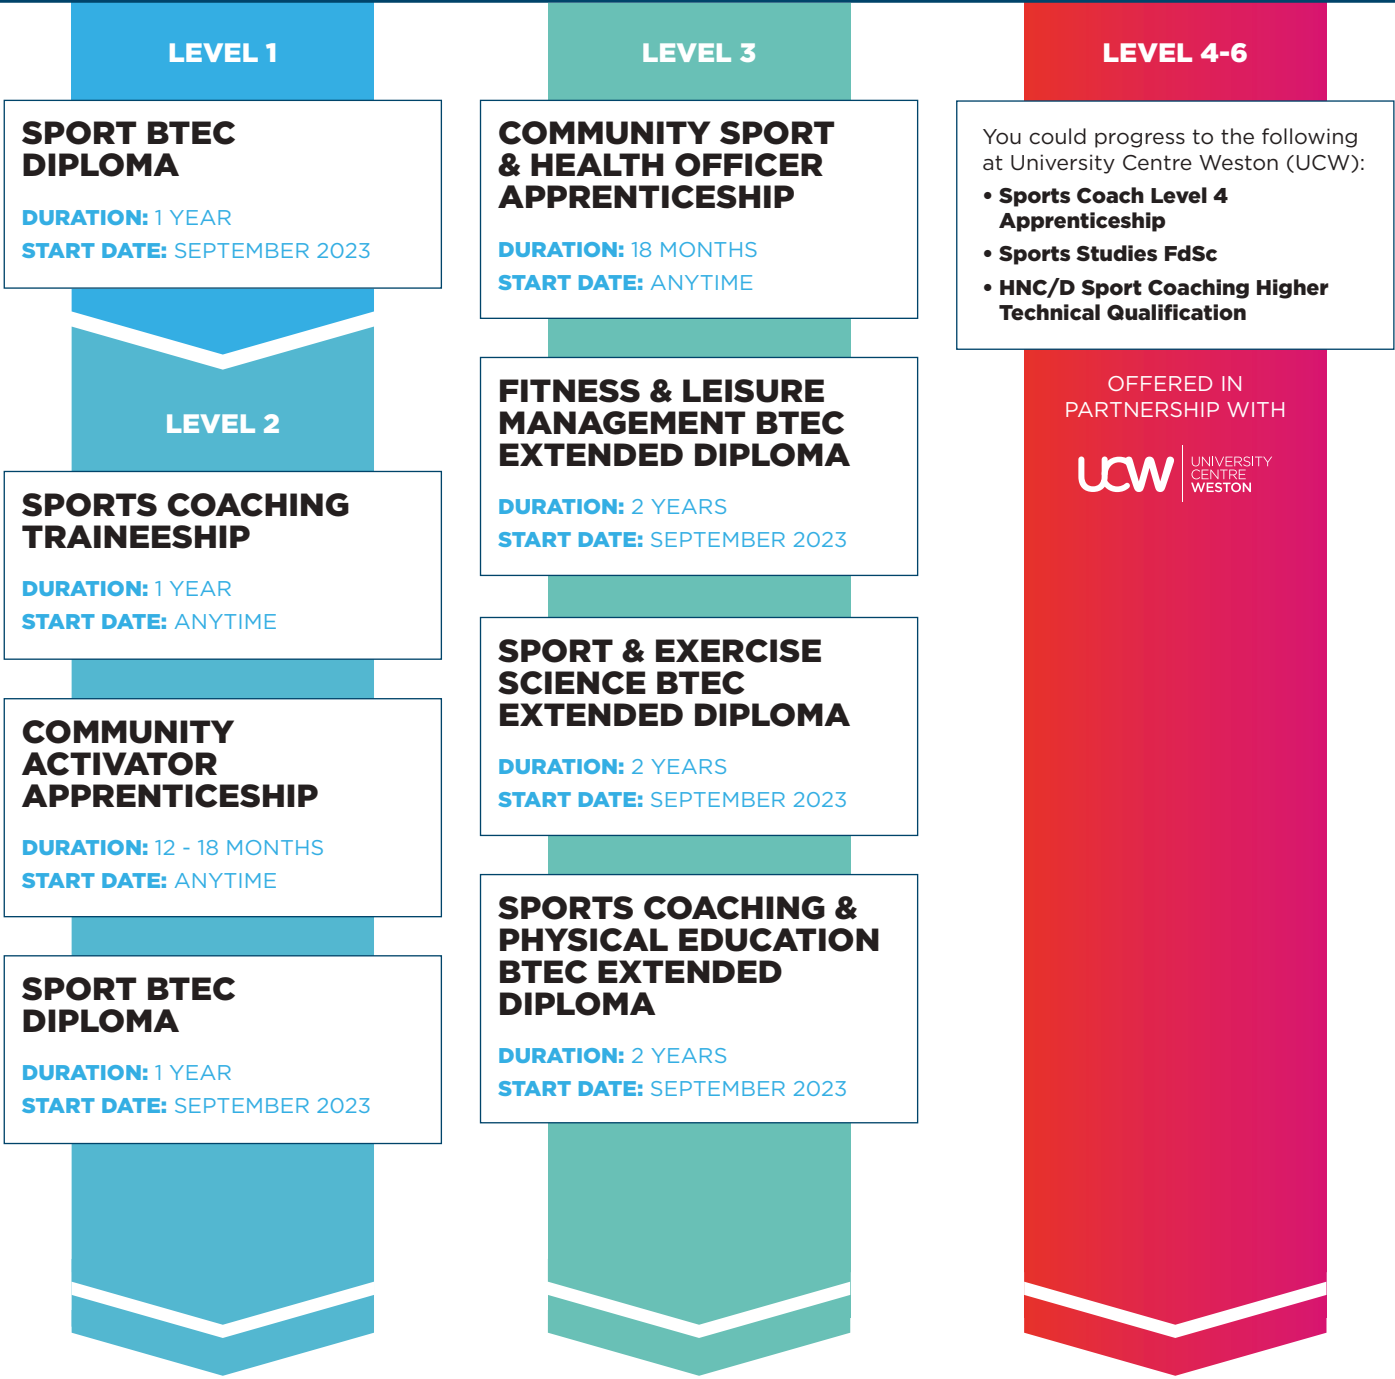 LEVEL 1
SPORT BTEC
DIPLOMA
DURATION: 1 YEAR
START DATE: SEPTEMBER 2023
LEVEL 2
SPORTS COACHING
TRAINEESHIP
DURATION: 1 YEAR
START DATE: ANYTIME
COMMUNITY
ACTIVATOR
APPRENTICESHIP
DURATION: 12 - 18 MONTHS
START DATE: ANYTIME
SPORT BTEC
DIPLOMA
DURATION: 1 YEAR
START DATE: SEPTEMBER 2023
LEVEL 3
COMMUNITY SPORT
& HEALTH OFFICER
APPRENTICESHIP
DURATION: 18 MONTHS
START DATE: ANYTIME
FITNESS & LEISURE
MANAGEMENT BTEC
EXTENDED DIPLOMA
DURATION: 2 YEARS
START DATE: SEPTEMBER 2023
SPORT & EXERCISE
SCIENCE BTEC
EXTENDED DIPLOMA
DURATION: 2 YEARS
START DATE: SEPTEMBER 2023
SPORTS COACHING &
PHYSICAL EDUCATION
BTEC EXTENDED
DIPLOMA
DURATION: 2 YEARS
START DATE: SEPTEMBER 2023
LEVEL 4-6
You could progress to the following
at University Centre Weston (UCW):
• Sports Coach Level 4
Apprenticeship
• Sports Studies FdSc
• HNC/D Sport Coaching Higher
Technical Qualification
OFFERED IN
PARTNERSHIP WITH
UCW
UNIVERSITY
CENTRE
WESTON